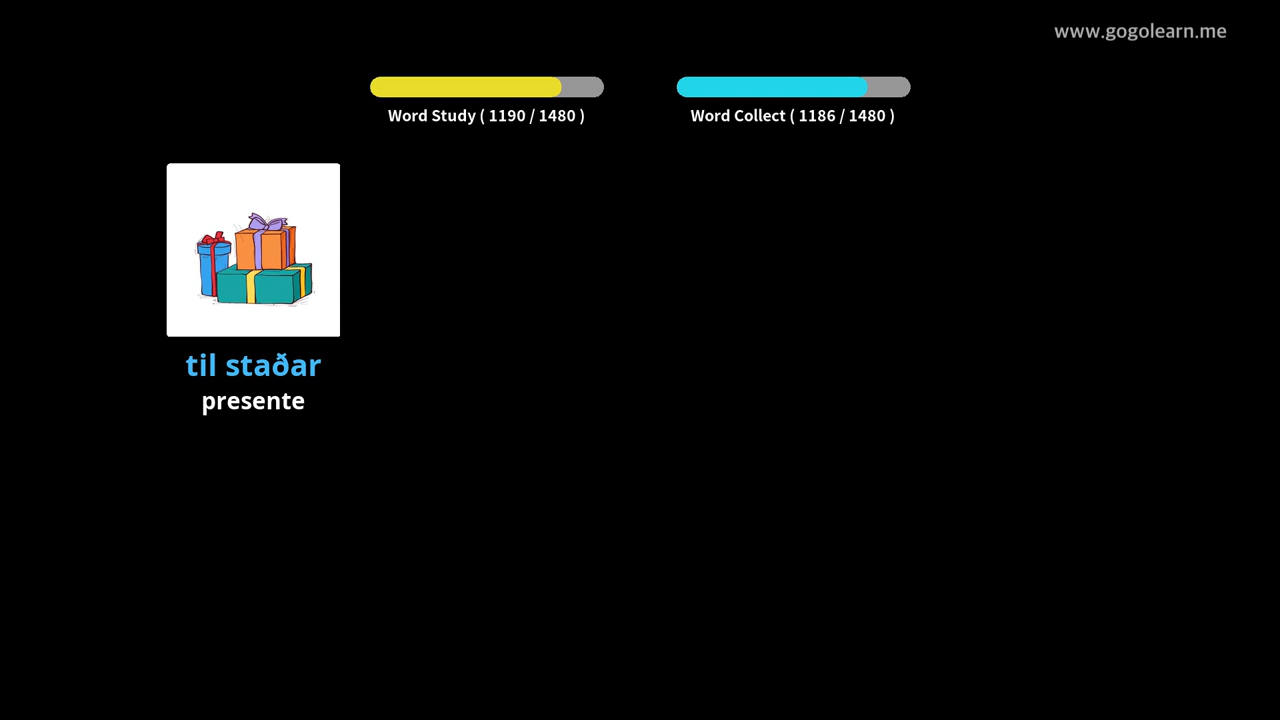 www.gogolearn.me
Word Study ( 1190 / 1480 )
Word Collect ( 1186 / 1480 )
til staðar
presente